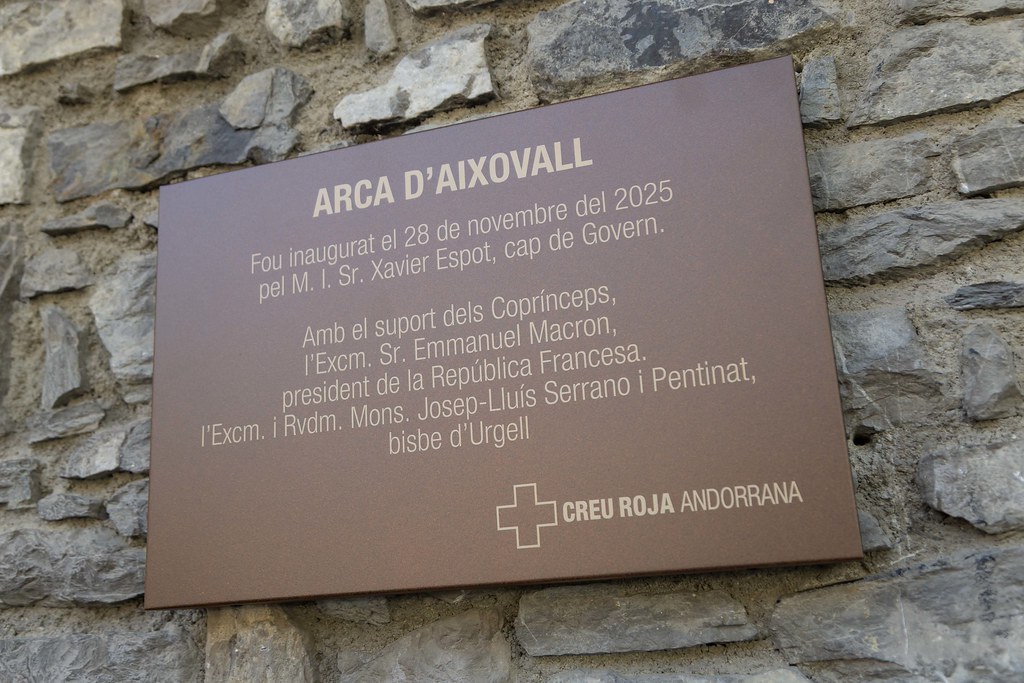 ARCA D'AIXOVALL
Fou inaugurat el 28 de novembre del 2025
pel M. I. Sr. Xavier Espot, cap de Govern.
Amb el suport dels Coprínceps,
l'Excm. Sr. Emmanuel Macron,
president de la República Francesa.
l'Excm. i Rvdm. Mons. Josep-Lluís Serrano i Pentinat,
bisbe d'Urgell
CREU ROJA ANDORRANA